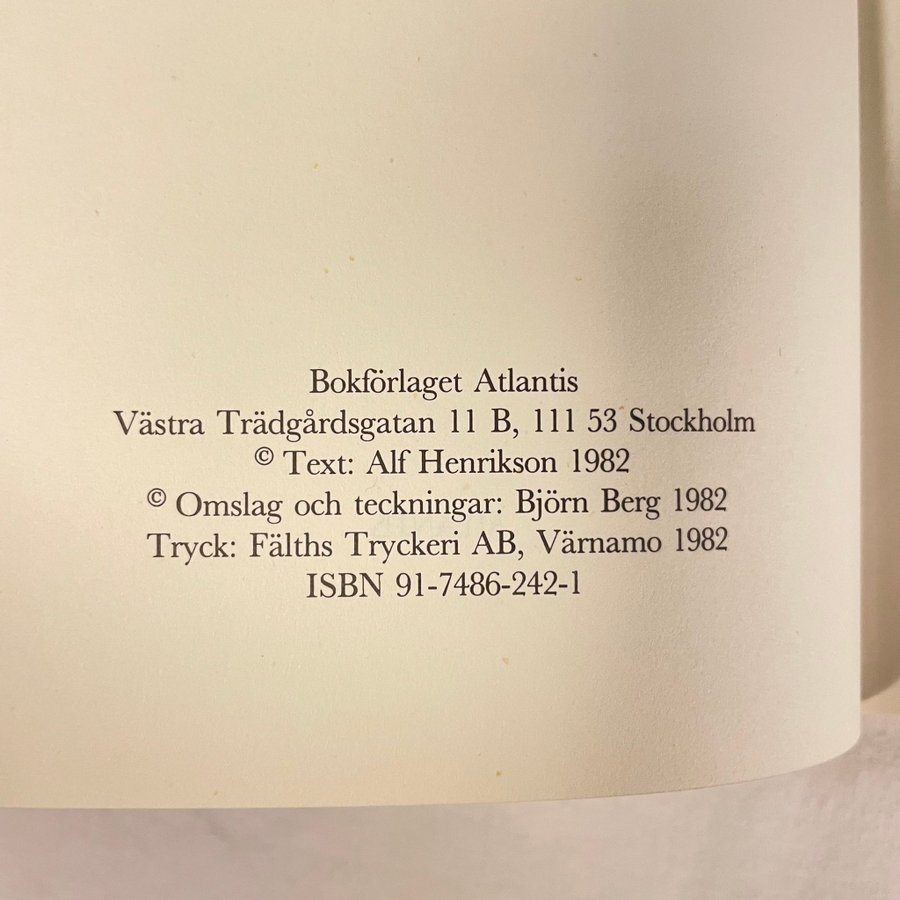 Bokförlaget Atlantis
Västra Trädgårdsgatan 11 B, 111 53 Stockholm
© Text: Alf Henrikson 1982
© Omslag och teckningar: Björn Berg 1982
Tryck: Fälths Tryckeri AB, Värnamo 1982
ISBN 91-7486-242-1